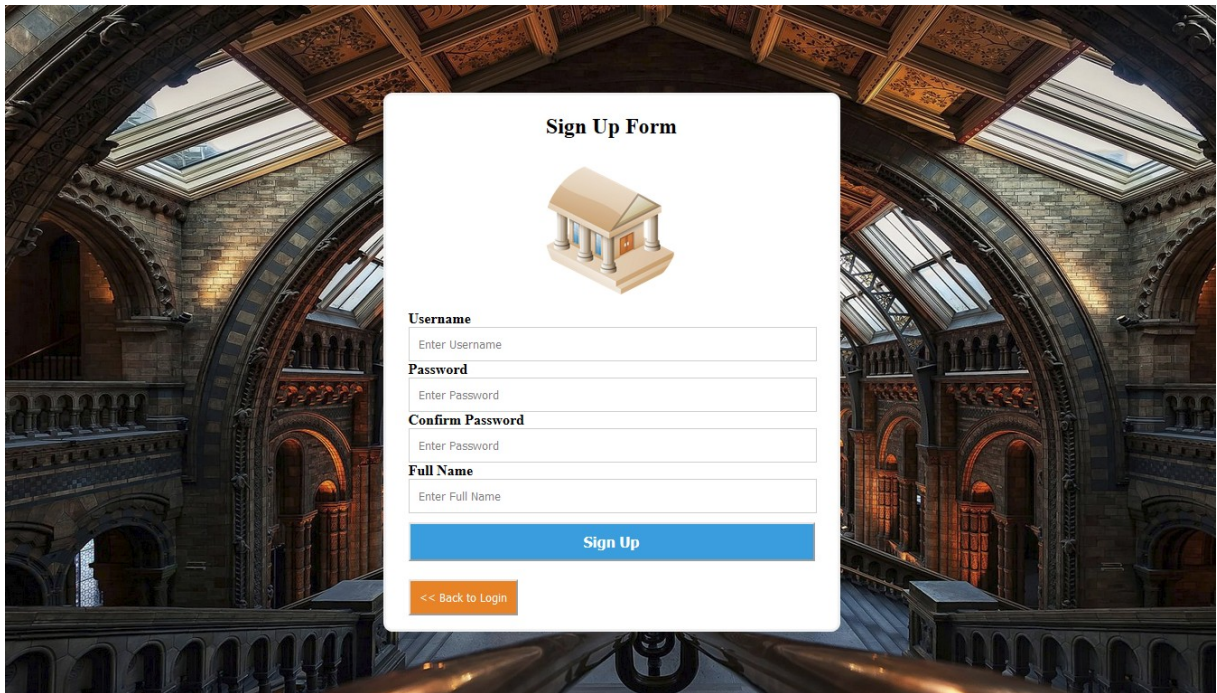 Sign Up Form
Username
Enter Username
Password
Enter Password
Confirm Password
Enter Password
Full Name
Enter Full Name
Sign Up
<< Back to Login